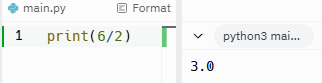 main.py
Format
1 print(6/2)
python3 mai...
3.0